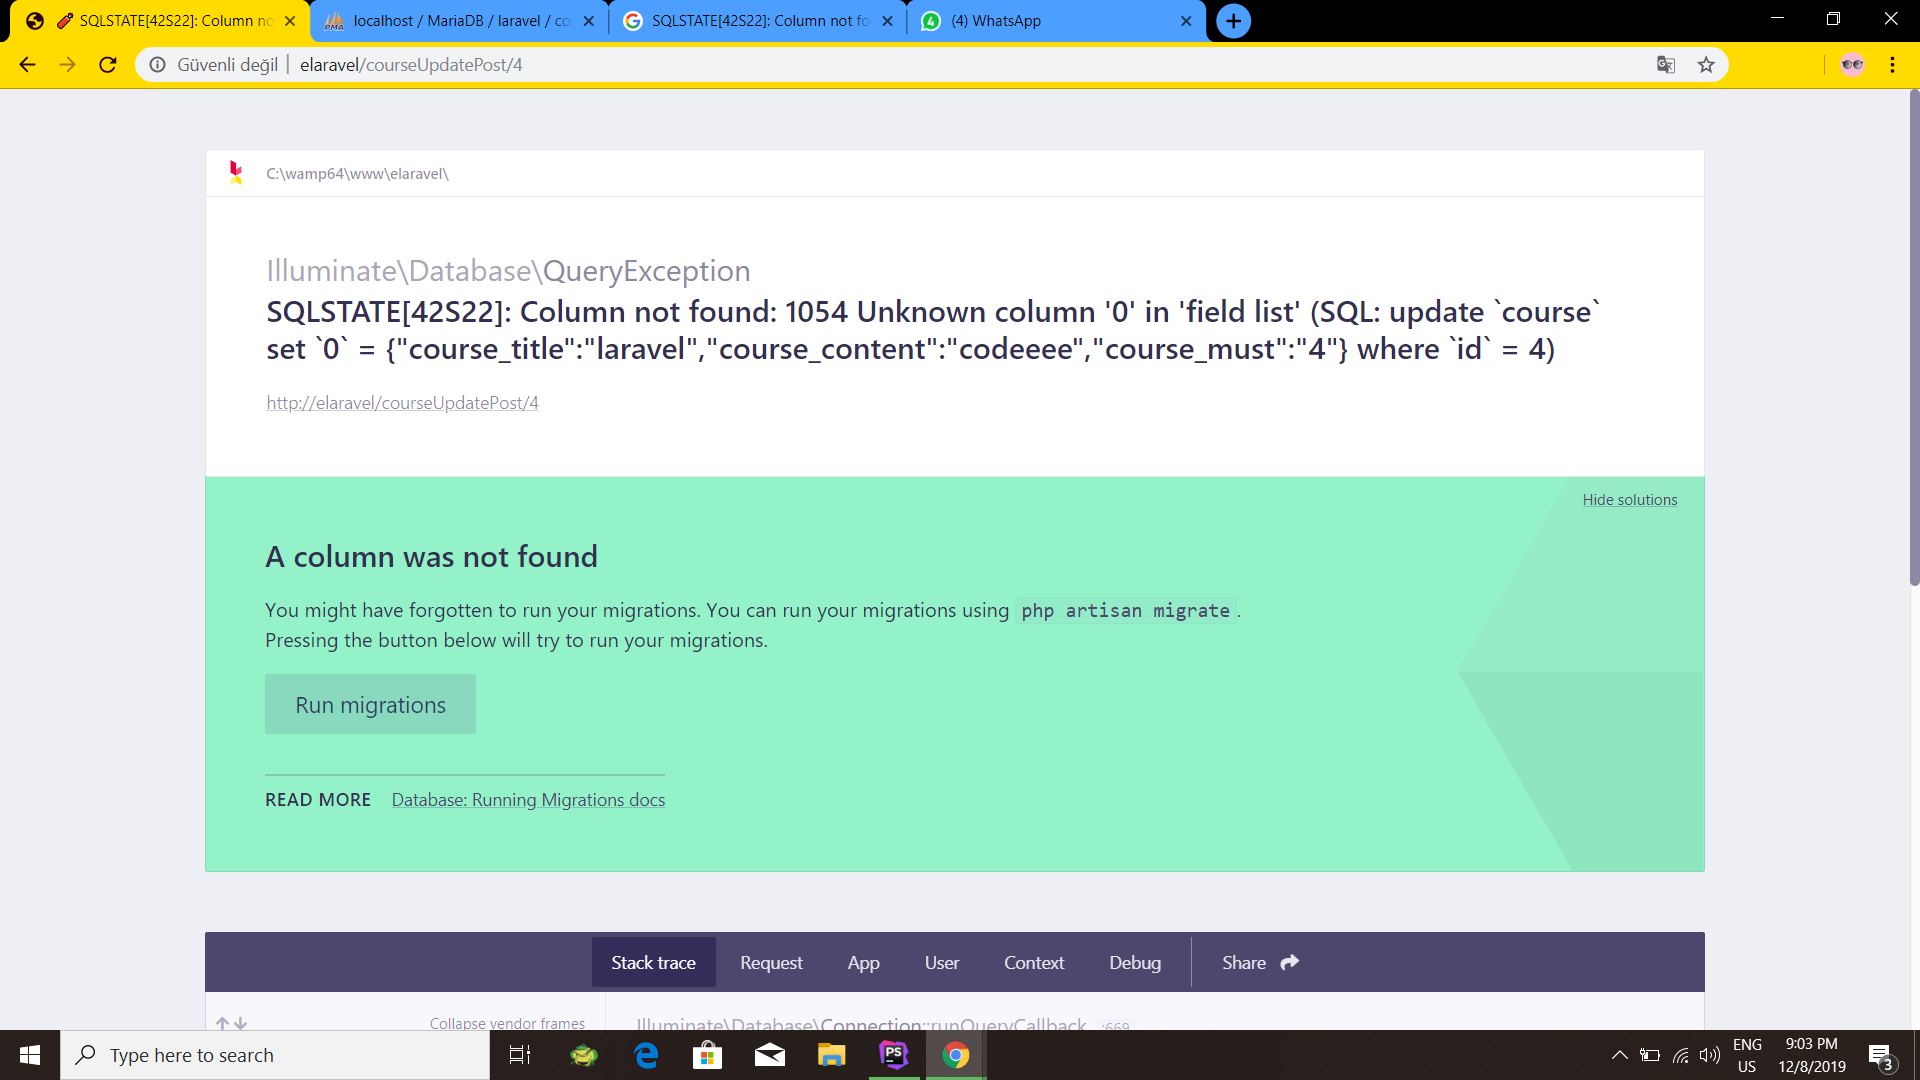 SQLSTATE[42S22]: Column no
localhost / MariaDB / laravel / co
SQLSTATE[42S22]: Column not fo
(4) WhatsApp
Güvenli değil | elaravel/courseUpdatePost/4
C:\wamp64\www\elaravel\
Illuminate\Database\QueryException
SQLSTATE[42S22]: Column not found: 1054 Unknown column '0' in 'field list' (SQL: update `course`
set `0` = {"course_title":"laravel","course_content":"codeeee","course_must":"4"} where `id` = 4)
http://elaravel/courseUpdatePost/4
Hide solutions
A column was not found
You might have forgotten to run your migrations. You can run your migrations using php artisan migrate.
Pressing the button below will try to run your migrations.
Run migrations
READ MORE Database: Running Migrations docs
Stack trace Request App User Context Debug Share
Collapse vendor frames
Illuminate\Database\Connection::runQueryCallback :669
Type here to search
PS
ENG
US
9:03 PM
12/8/2019
3